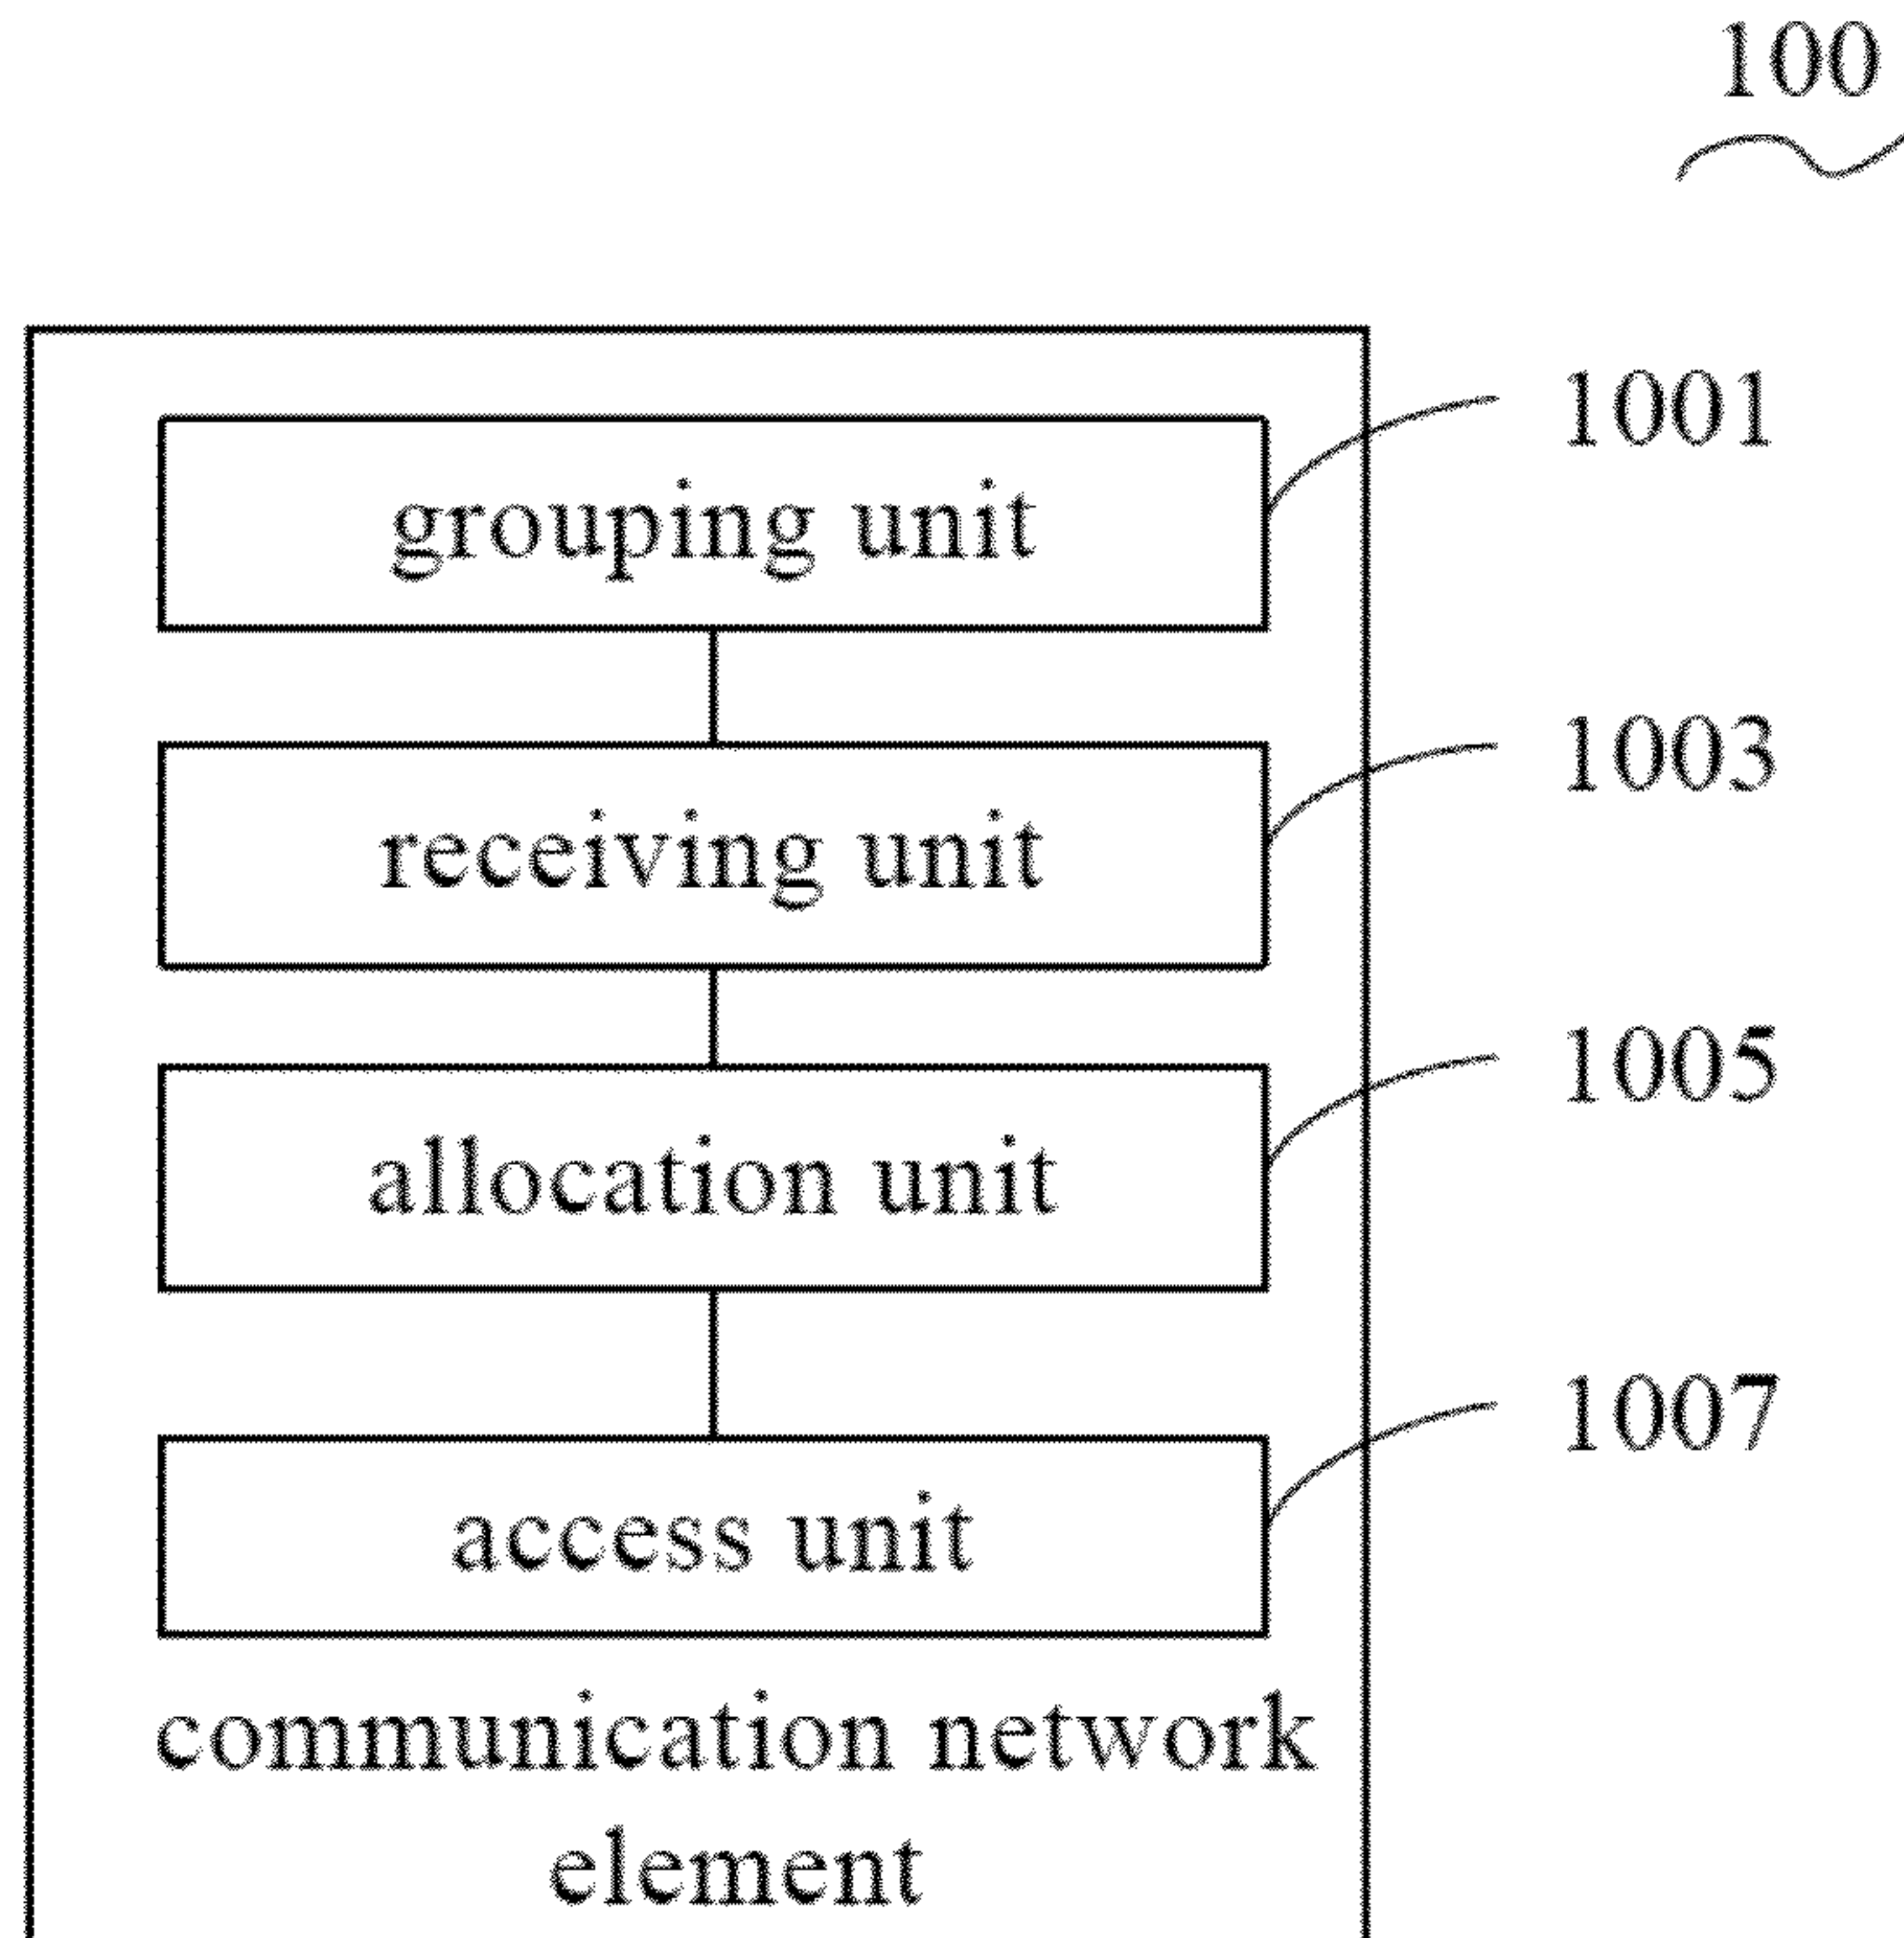 100
1001
grouping unit
1003
receiving unit
1005
allocation unit
1007
access unit
communication network
element